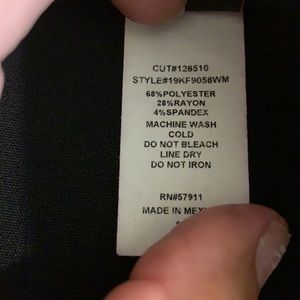 CUT#128510
STYLE#19KF9058WM
68%POLYESTER
28%RAYON
4%SPANDEX
MACHINE WASH
COLD
DO NOT BLEACH
LINE DRY
DO NOT IRON
RN#57911
MADE IN